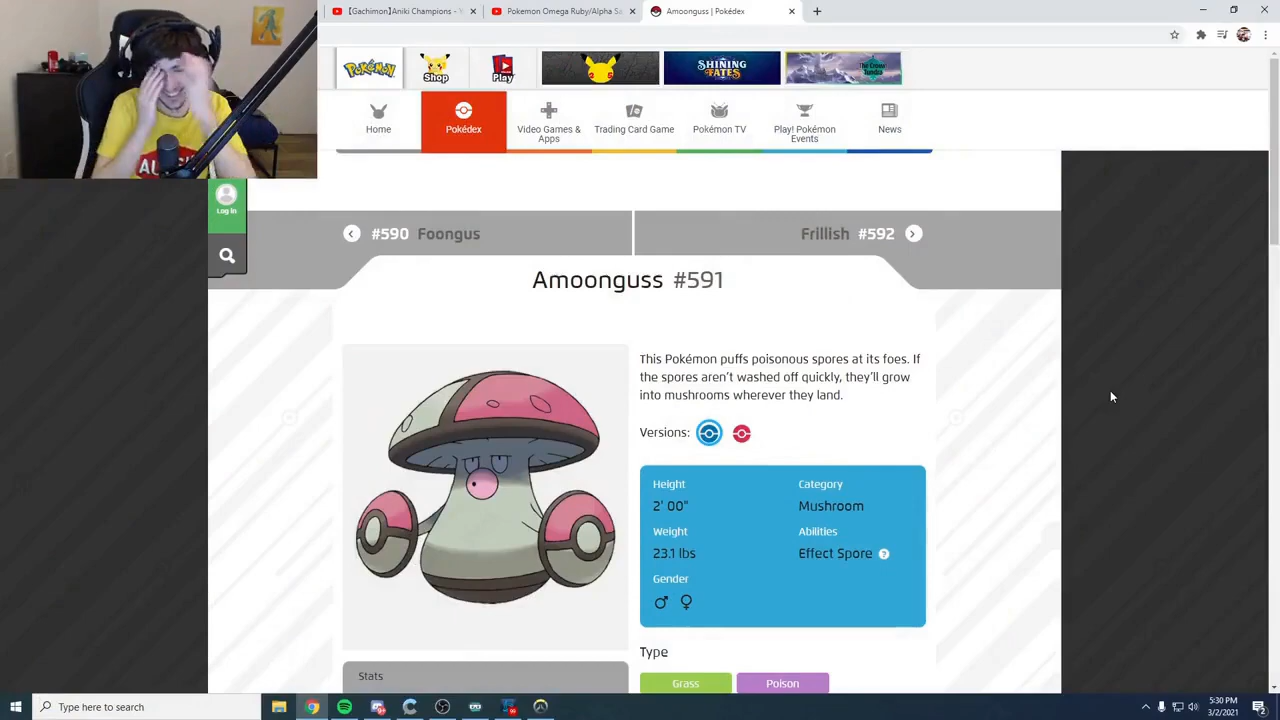 【Gachimon】Aniki Champions - Y
Pokemon Omega Ruby/Alpha Sa
Amoonguss | Pokédex
Pokémon
Shop
Play
SHINING FATES
The Crown Tundra
Home
Pokédex
Video Games & Apps
Trading Card Game
Pokémon TV
Play! Pokémon Events
News
Log in
#590 Foongus
Frillish #592
Amoonguss #591
This Pokémon puffs poisonous spores at its foes. If
the spores aren't washed off quickly, they'll grow
into mushrooms wherever they land.
Versions:
Height
2' 00"
Category
Mushroom
Weight
23.1 lbs
Abilities
Effect Spore
Gender
Type
Stats
Grass
Poison
Type here to search
5:30 PM
3/2/2021